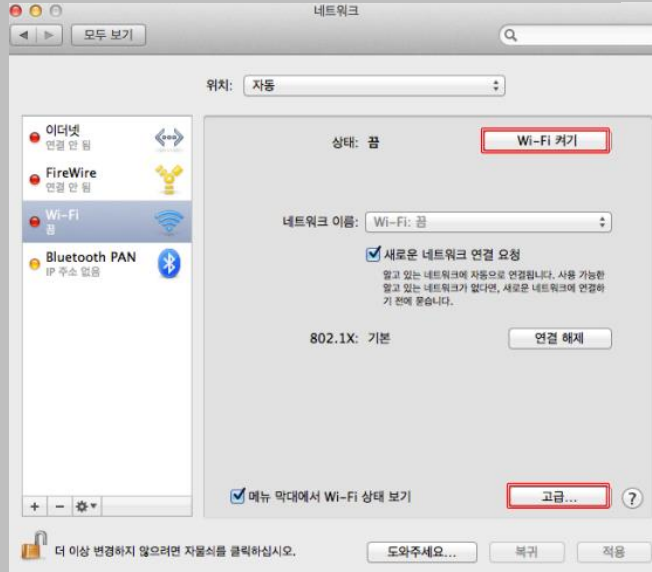 네트워크
모두 보기
위치: 자동
이더넷
연결 안 됨
FireWire
연결 안 됨
Wi-Fi
끔
Bluetooth PAN
IP 주소 없음
상태: 끔
Wi-Fi 켜기
네트워크 이름: Wi-Fi: 끔
새로운 네트워크 연결 요청
알고 있는 네트워크에 자동으로 연결됩니다. 사용 가능한
알고 있는 네트워크가 없다면, 새로운 네트워크에 연결하
기 전에 묻습니다.
802.1X: 기본
연결 해제
메뉴 막대에서 Wi-Fi 상태 보기
고급...
?
+ −
더 이상 변경하지 않으려면 자물쇠를 클릭하십시오.
도와주세요...
복귀
적용